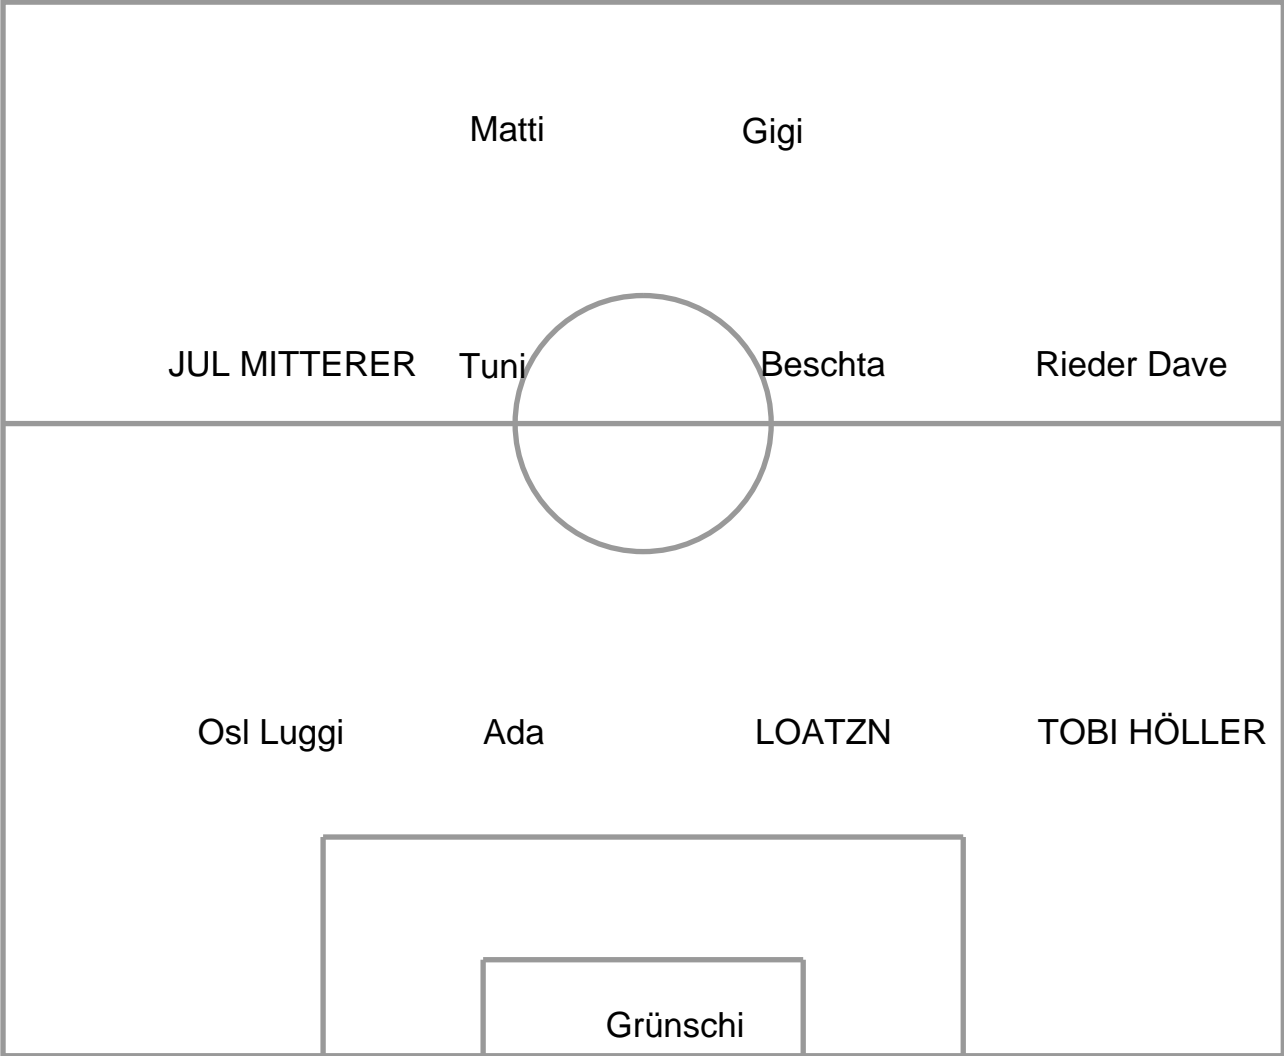 Matti Gigi
JUL MITTERER Tuni Beschta Rieder Dave
Osl Luggi Ada LOATZN TOBI HÖLLER
Grünschi